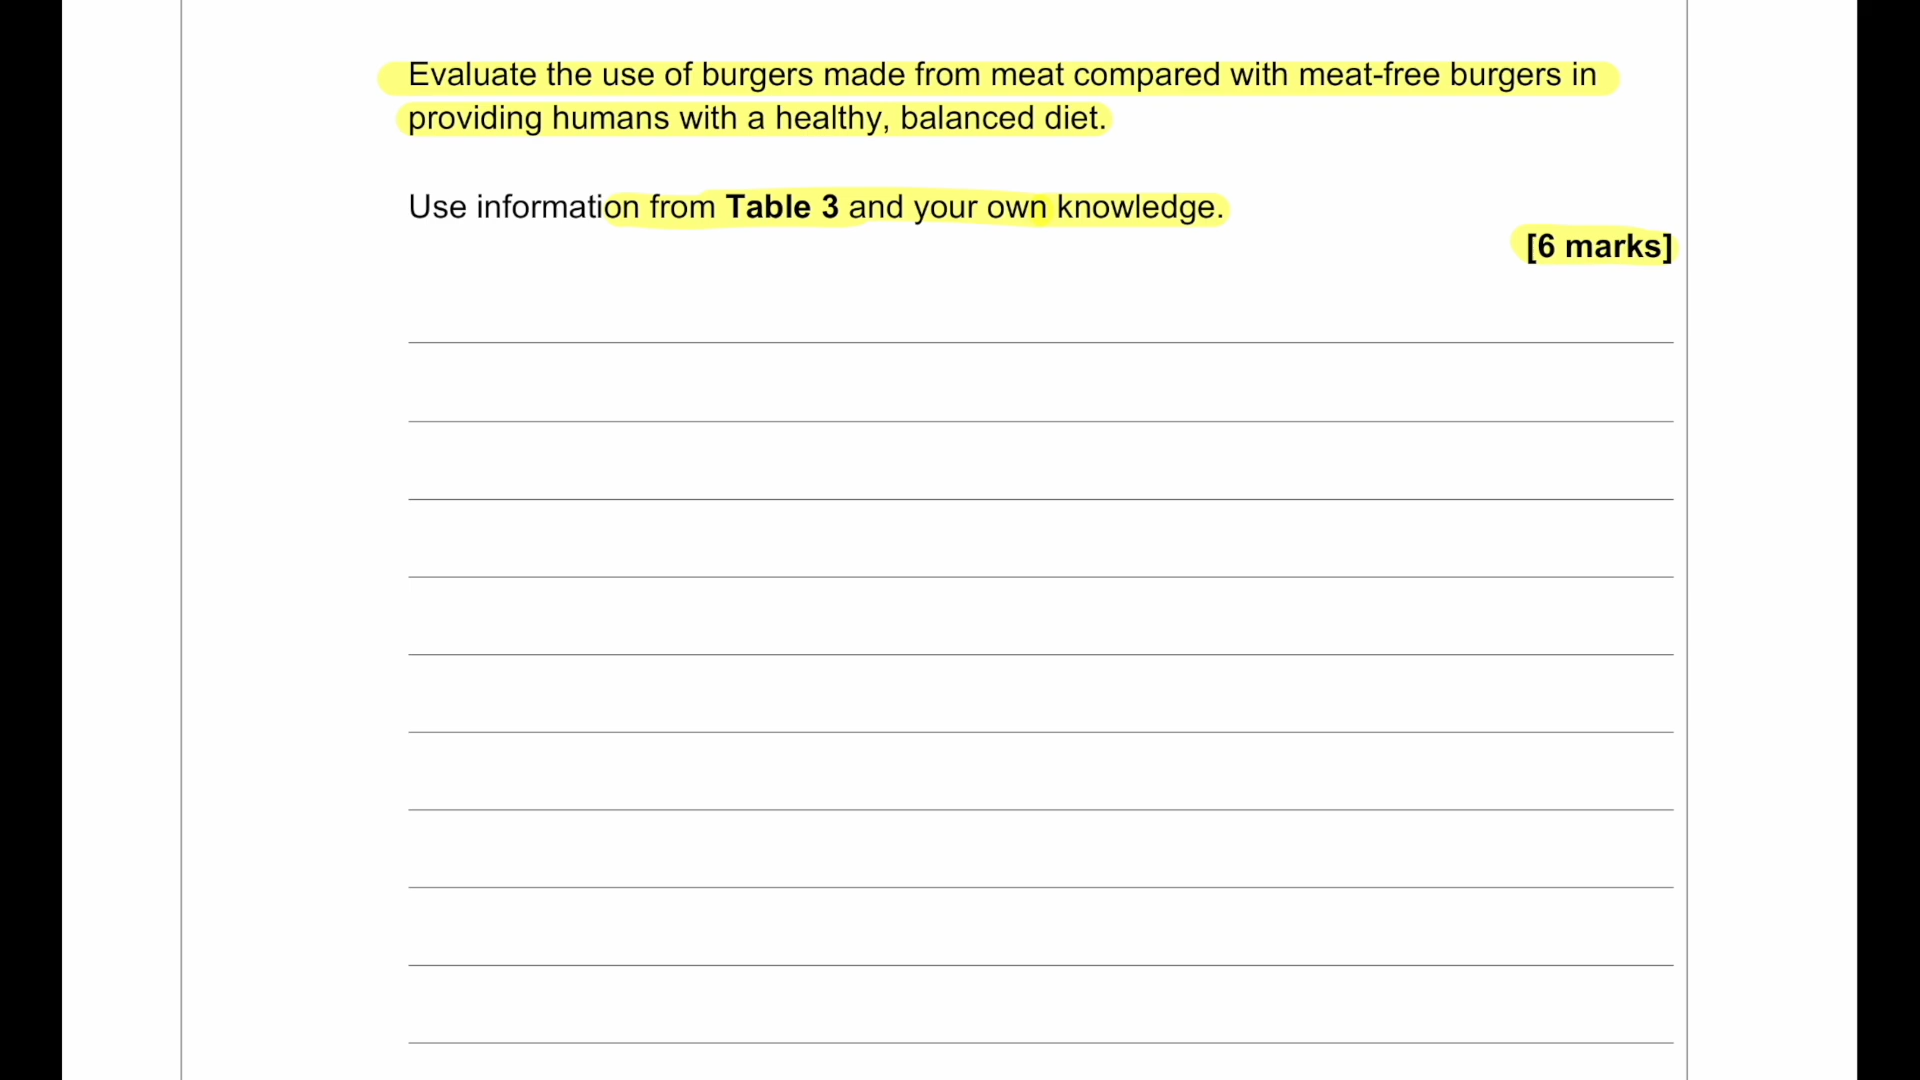 Evaluate the use of burgers made from meat compared with meat-free burgers in
providing humans with a healthy, balanced diet.
Use information from Table 3 and your own knowledge.
[6 marks]